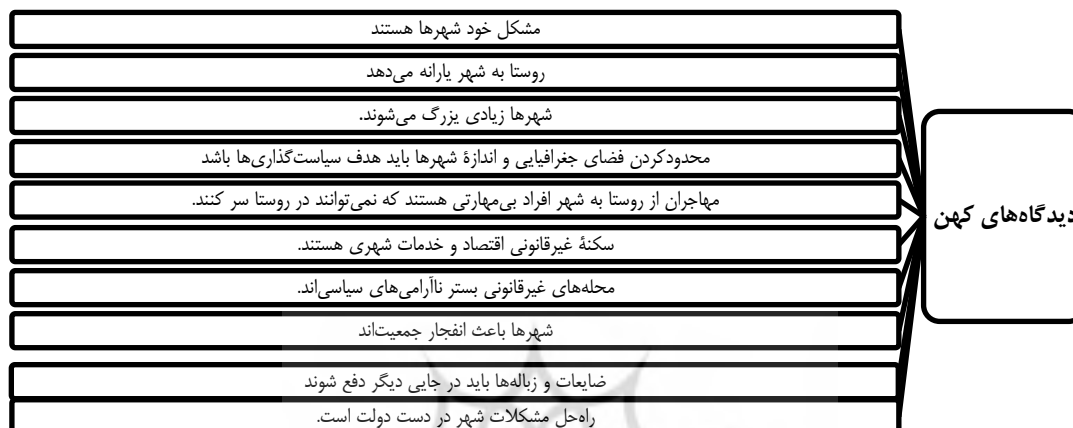 دیدگاه‌های کهن
مشکل خود شهرها هستند
روستا به شهر یارانه می‌دهد
شهرها زیادی یزرگ می‌شوند.
محدودکردن فضای جغرافیایی و اندازۀ شهرها باید هدف سیاست‌گذاری‌ها باشد
مهاجران از روستا به شهر افراد بی‌مهارتی هستند که نمی‌توانند در روستا سر کنند.
سکنۀ غیرقانونی اقتصاد و خدمات شهری هستند.
محله‌های غیرقانونی بستر ناآرامی‌های سیاسی‌اند.
شهرها باعث انفجار جمعیت‌اند
ضایعات و زباله‌ها باید در جایی دیگر دفع شوند
راه‌حل مشکلات شهر در دست دولت است.